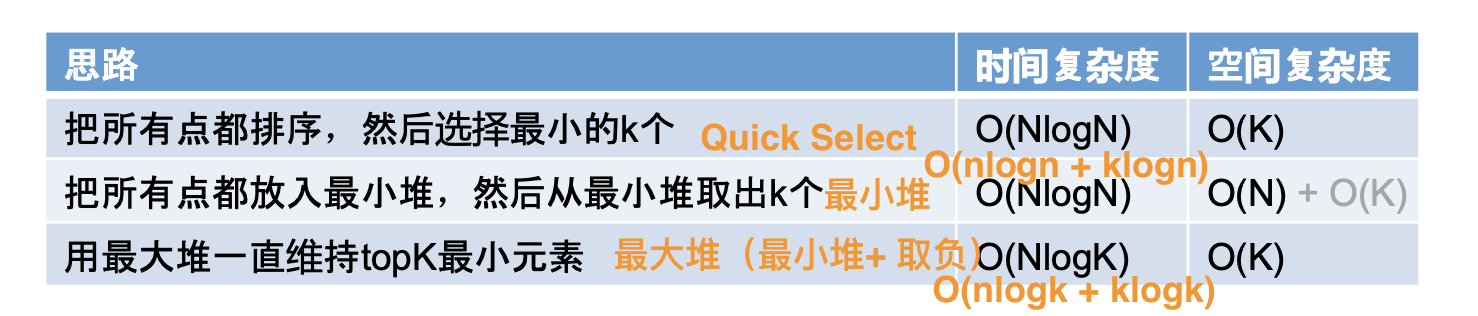 思路 时间复杂度 空间复杂度
把所有点都排序，然后选择最小的k个 Quick Select O(NlogN) O(K)
O(nlogn + klogn)
把所有点都放入最小堆，然后从最小堆取出k个最小堆 O(NlogN) O(N) + O(K)
用最大堆一直维持topK最小元素 最大堆（最小堆+ 取负） O(NlogK) O(K)
O(nlogk + klogk)